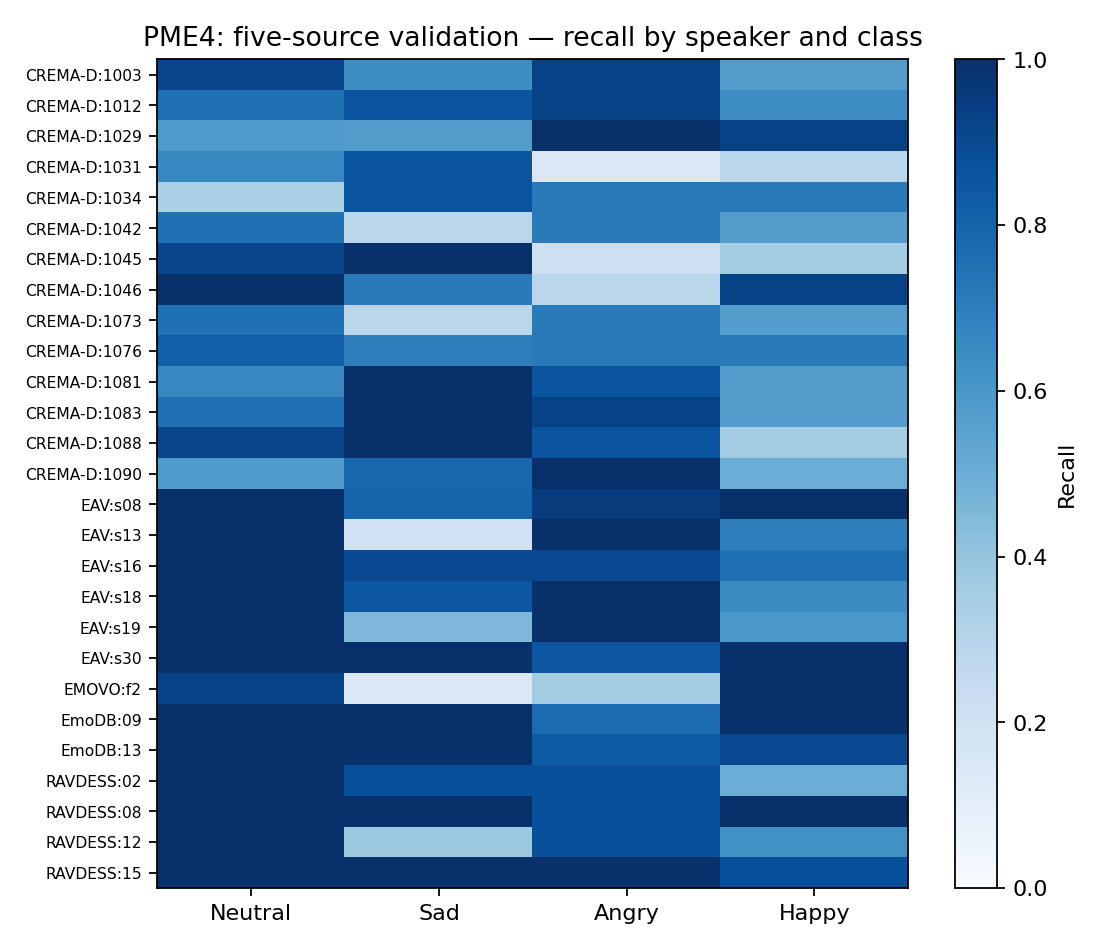 PME4: five-source validation — recall by speaker and class
CREMA-D:1003
CREMA-D:1012
CREMA-D:1029
CREMA-D:1031
CREMA-D:1034
CREMA-D:1042
CREMA-D:1045
CREMA-D:1046
CREMA-D:1073
CREMA-D:1076
CREMA-D:1081
CREMA-D:1083
CREMA-D:1088
CREMA-D:1090
EAV:s08
EAV:s13
EAV:s16
EAV:s18
EAV:s19
EAV:s30
EMOVO:f2
EmoDB:09
EmoDB:13
RAVDESS:02
RAVDESS:08
RAVDESS:12
RAVDESS:15
Neutral Sad Angry Happy
1.0
0.8
0.6
0.4
0.2
0.0
Recall